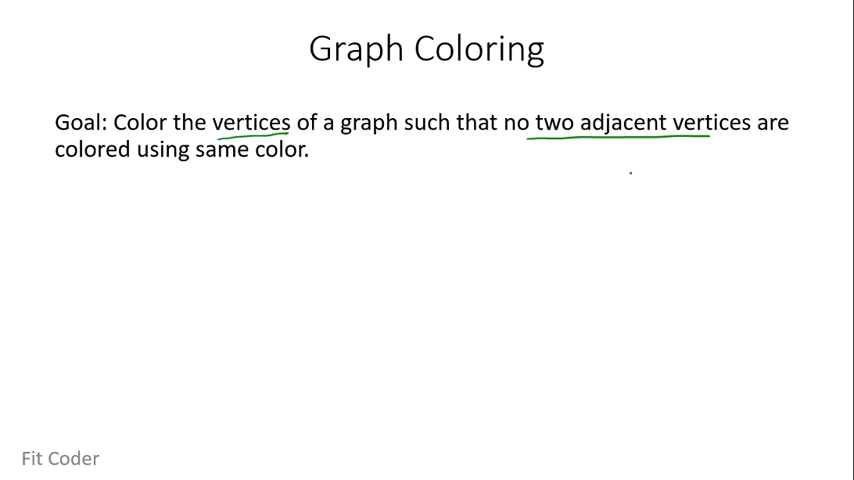 Graph Coloring
Goal: Color the vertices of a graph such that no two adjacent vertices are
colored using same color.
Fit Coder